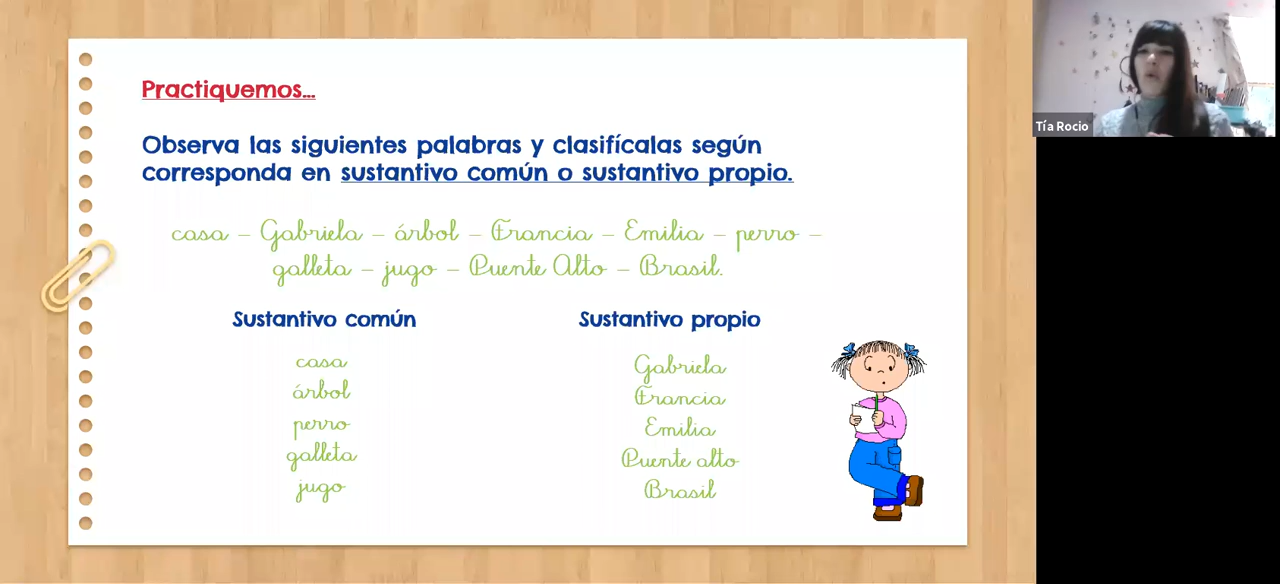 Practiquemos...
Observa las siguientes palabras y clasifícalas según
corresponda en sustantivo común o sustantivo propio.
casa – Gabriela – árbol – Francia – Emilia – perro –
galleta – jugo – Puente Alto – Brasil.
Sustantivo común
casa
árbol
perro
galleta
jugo
Sustantivo propio
Gabriela
Francia
Emilia
Puente alto
Brasil
Tía Rocio